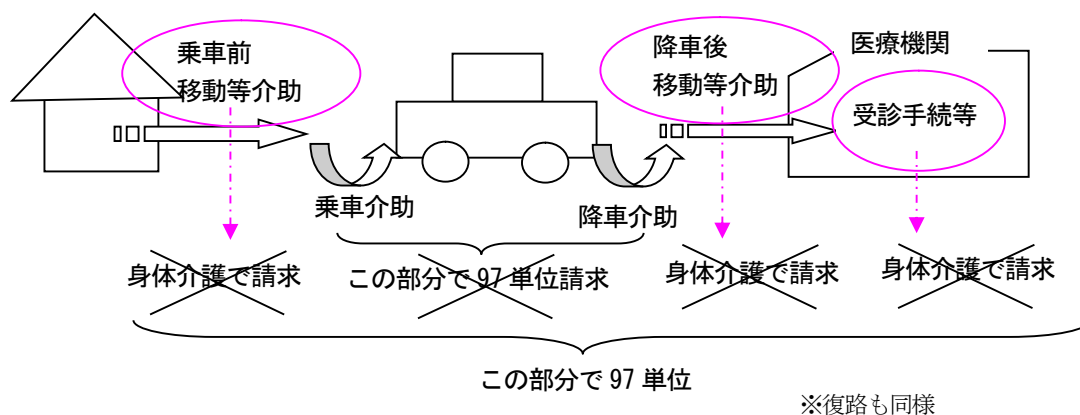 乗車前
移動等介助
降車後
移動等介助
医療機関
受診手続等
乗車介助
降車介助
身体介護で請求
この部分で97単位請求
身体介護で請求
身体介護で請求
この部分で97単位
※復路も同様